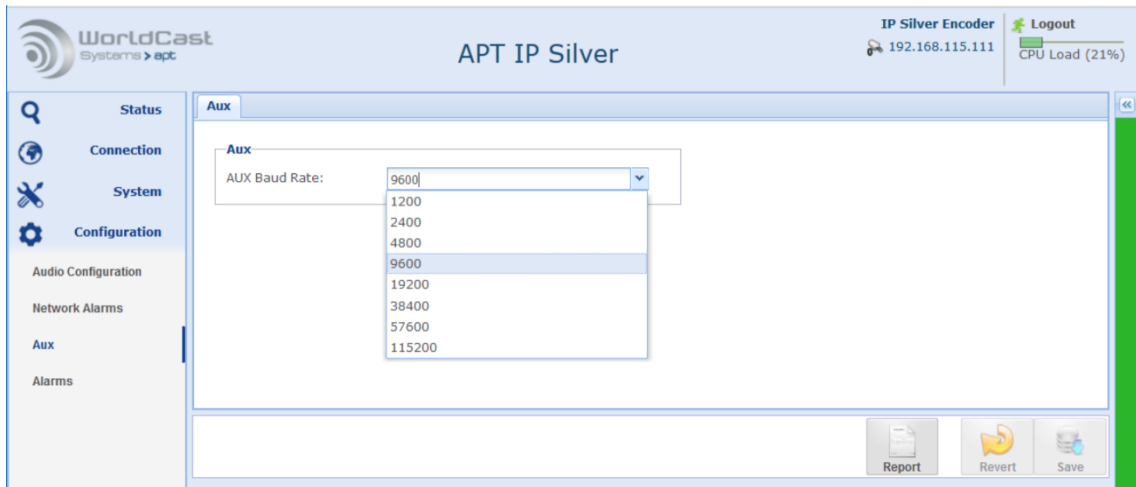 WorldCast
Systems > apt
APT IP Silver
IP Silver Encoder
192.168.115.111
Logout
CPU Load (21%)
Status
Connection
System
Configuration
Audio Configuration
Network Alarms
Aux
Alarms
Aux
Aux
AUX Baud Rate:
9600
1200
2400
4800
9600
19200
38400
57600
115200
Report
Revert
Save